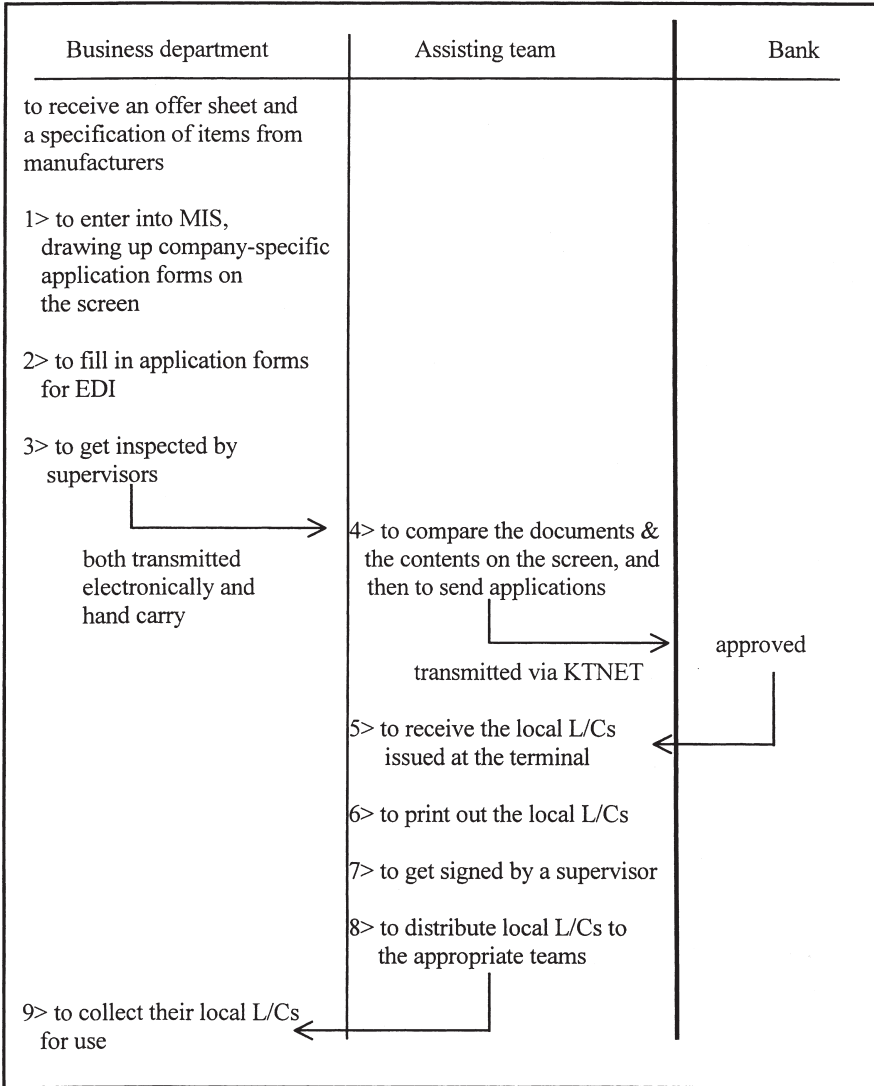 Business department
Assisting team
Bank
to receive an offer sheet and
a specification of items from
manufacturers
1> to enter into MIS,
drawing up company-specific
application forms on
the screen
2> to fill in application forms
for EDI
3> to get inspected by
supervisors
both transmitted
electronically and
hand carry
4> to compare the documents &
the contents on the screen, and
then to send applications
transmitted via KTNET
approved
5> to receive the local L/Cs
issued at the terminal
6> to print out the local L/Cs
7> to get signed by a supervisor
8> to distribute local L/Cs to
the appropriate teams
9> to collect their local L/Cs
for use